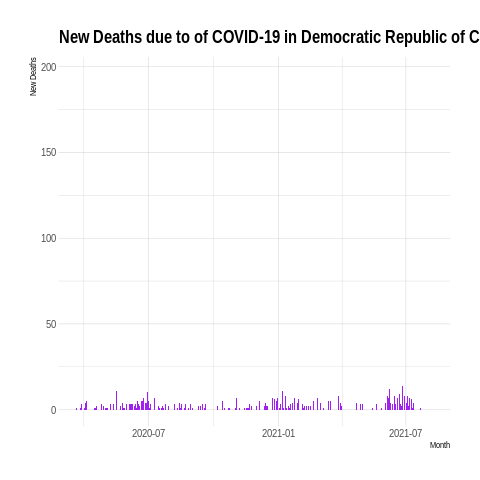 New Deaths due to of COVID-19 in Democratic Republic of C
New Deaths
200
150
100
50
0
2020-07
2021-01
2021-07
Month